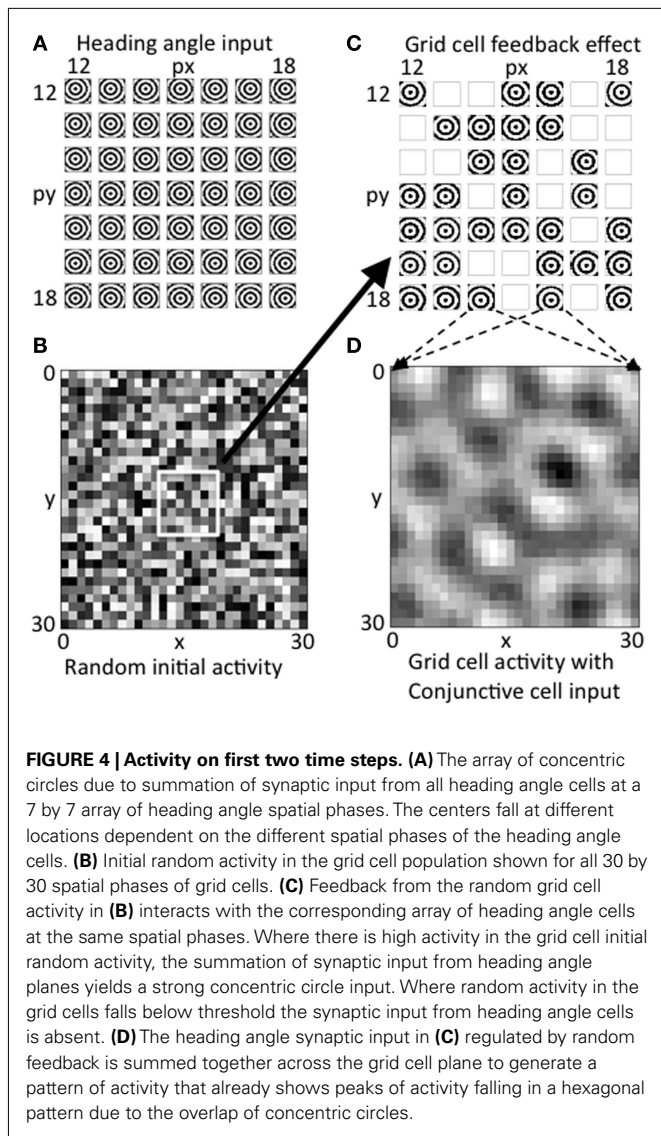 A Heading angle input
12 px 18
12
py
18
B
0
y
30
0 x 30
Random initial activity
C Grid cell feedback effect
12 px 18
12
py
18
D
0
y
30
0 x 30
Grid cell activity with
Conjunctive cell input
FIGURE 4 | Activity on first two time steps. (A) The array of concentric
circles due to summation of synaptic input from all heading angle cells at a
7 by 7 array of heading angle spatial phases. The centers fall at different
locations dependent on the different spatial phases of the heading angle
cells. (B) Initial random activity in the grid cell population shown for all 30 by
30 spatial phases of grid cells. (C) Feedback from the random grid cell
activity in (B) interacts with the corresponding array of heading angle cells
at the same spatial phases. Where there is high activity in the grid cell initial
random activity, the summation of synaptic input from heading angle
planes yields a strong concentric circle input. Where random activity in the
grid cells falls below threshold the synaptic input from heading angle cells
is absent. (D) The heading angle synaptic input in (C) regulated by random
feedback is summed together across the grid cell plane to generate a
pattern of activity that already shows peaks of activity falling in a hexagonal
pattern due to the overlap of concentric circles.